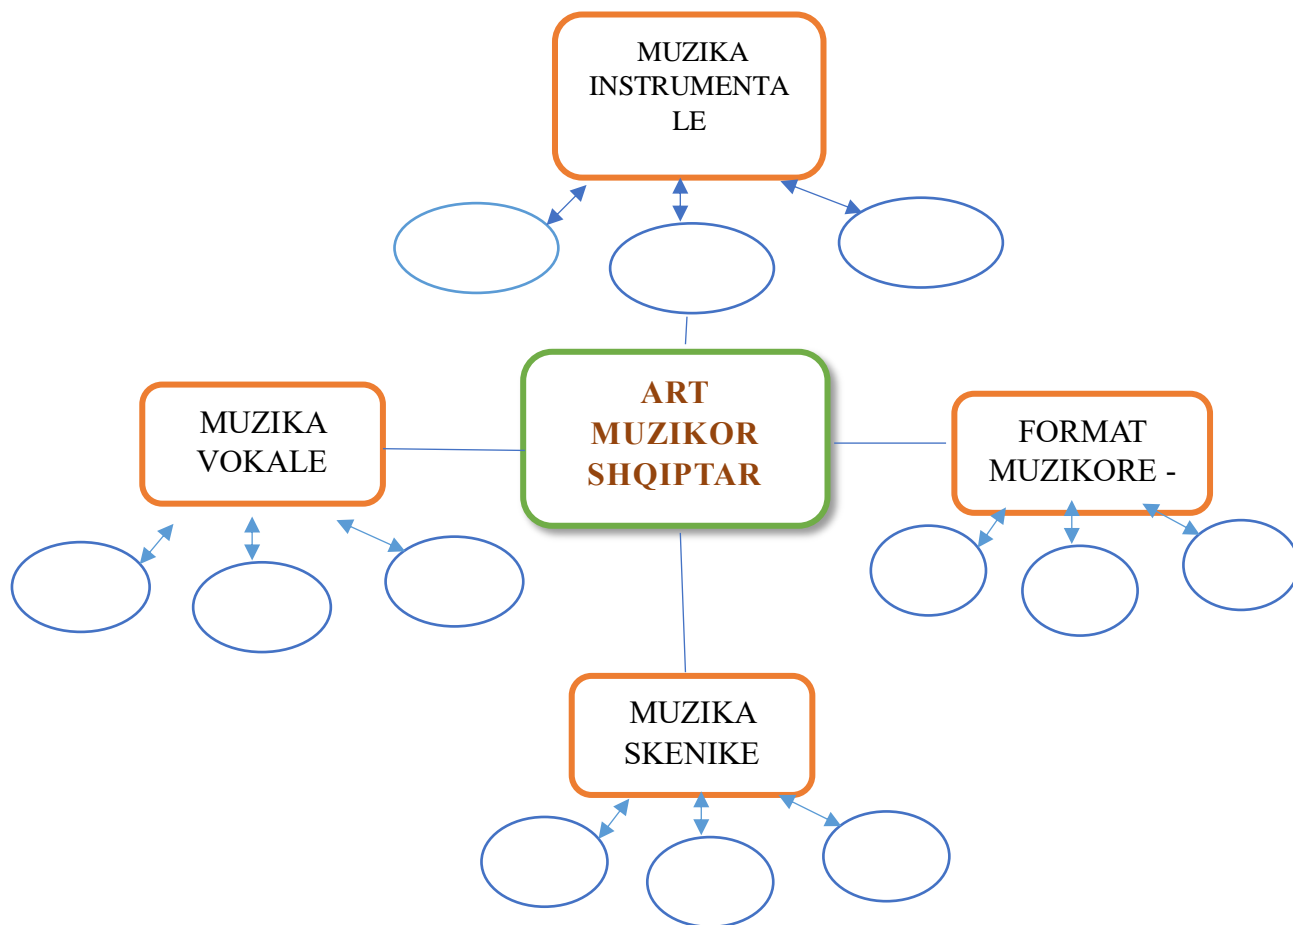 MUZIKA
INSTRUMENTA
LE
ART
MUZIKOR
SHQIPTAR
MUZIKA
VOKALE
FORMAT
MUZIKORE -
MUZIKA
SKENIKE